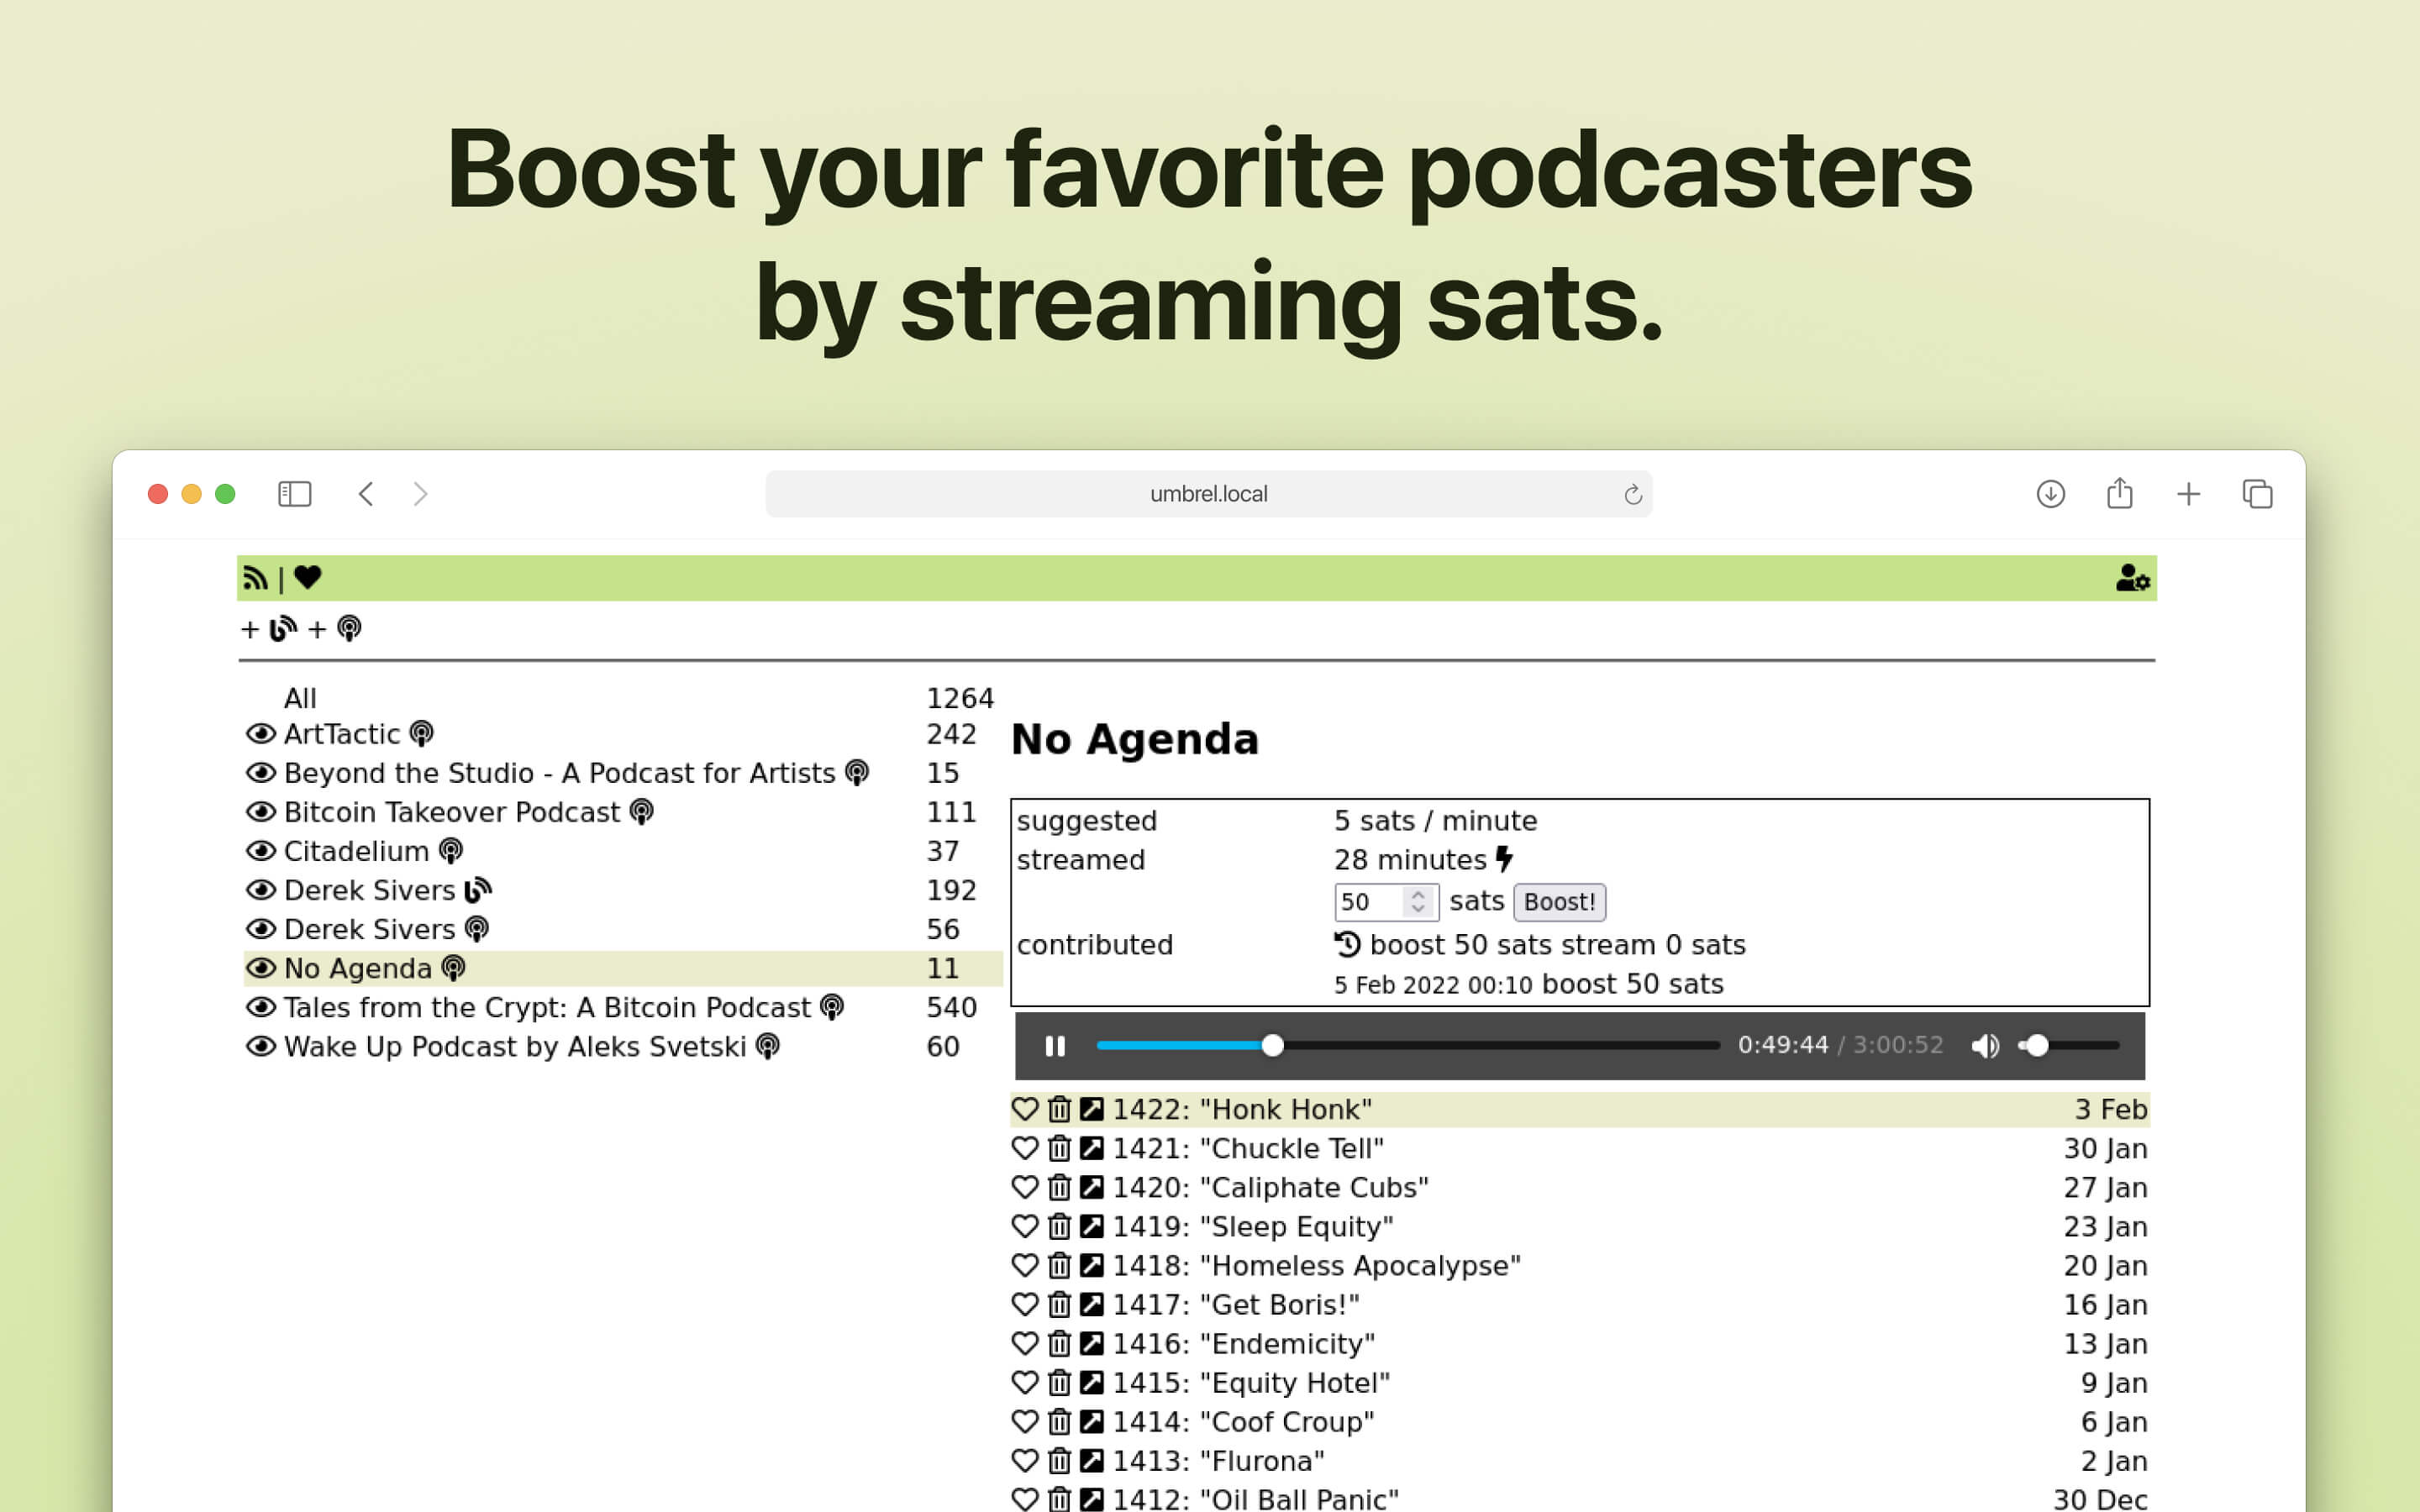 Boost your favorite podcasters
by streaming sats.
umbrel.local
|
+ +
All 1264
ArtTactic 242
Beyond the Studio - A Podcast for Artists 15
Bitcoin Takeover Podcast 111
Citadelium 37
Derek Sivers 192
Derek Sivers 56
No Agenda 11
Tales from the Crypt: A Bitcoin Podcast 540
Wake Up Podcast by Aleks Svetski 60
No Agenda
suggested 5 sats / minute
streamed 28 minutes
50 sats Boost!
contributed boost 50 sats stream 0 sats
5 Feb 2022 00:10 boost 50 sats
0:49:44 / 3:00:52
1422: "Honk Honk" 3 Feb
1421: "Chuckle Tell" 30 Jan
1420: "Caliphate Cubs" 27 Jan
1419: "Sleep Equity" 23 Jan
1418: "Homeless Apocalypse" 20 Jan
1417: "Get Boris!" 16 Jan
1416: "Endemicity" 13 Jan
1415: "Equity Hotel" 9 Jan
1414: "Coof Croup" 6 Jan
1413: "Flurona" 2 Jan
1412: "Oil Ball Panic" 30 Dec